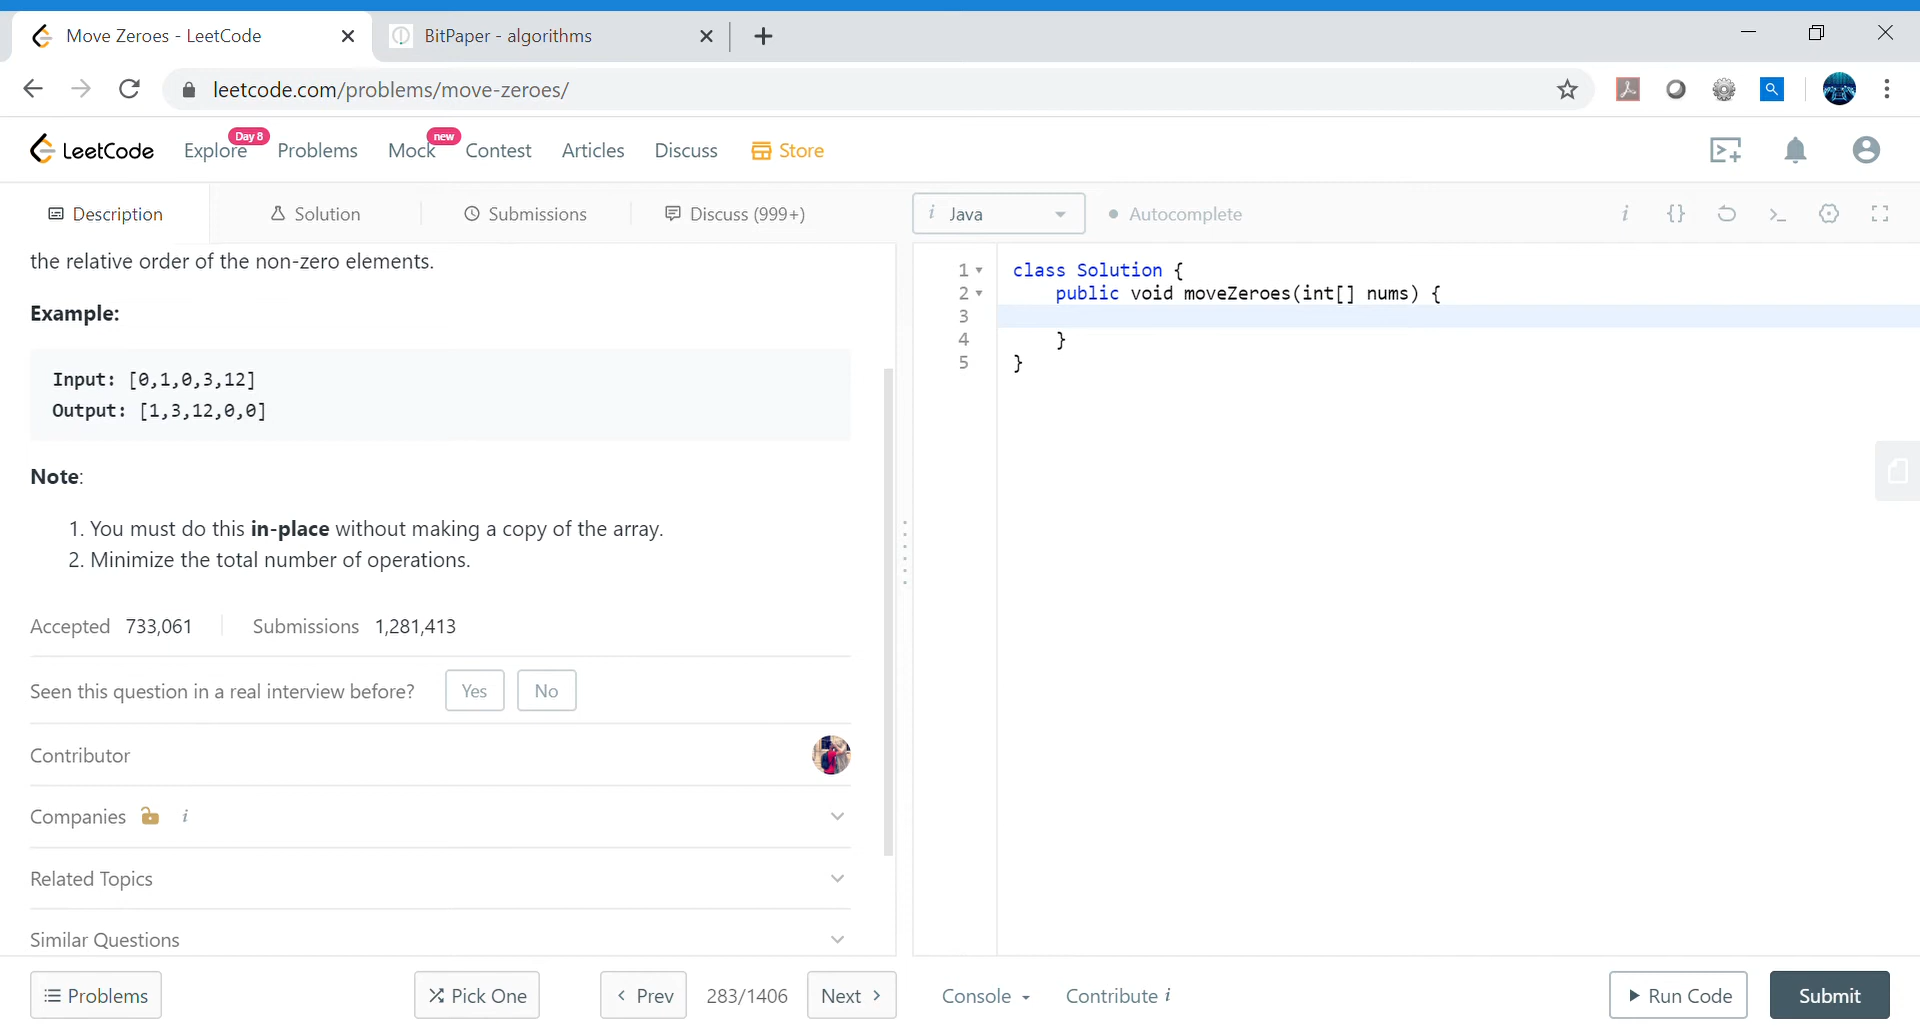 Move Zeroes - LeetCode
BitPaper - algorithms
leetcode.com/problems/move-zeroes/
LeetCode
Explore
Day 8
Problems
Mock
new
Contest
Articles
Discuss
Store
Description
Solution
Submissions
Discuss (999+)
i Java
Autocomplete
i
{}
>_
the relative order of the non-zero elements.
Example:
Input: [0,1,0,3,12]
Output: [1,3,12,0,0]
Note:
1. You must do this in-place without making a copy of the array.
2. Minimize the total number of operations.
Accepted 733,061
Submissions 1,281,413
Seen this question in a real interview before?
Yes
No
Contributor
Companies i
Related Topics
Similar Questions
1 class Solution {
2 public void moveZeroes(int[] nums) {
3
4 }
5 }
Problems
Pick One
Prev
283/1406
Next
Console
Contribute i
Run Code
Submit